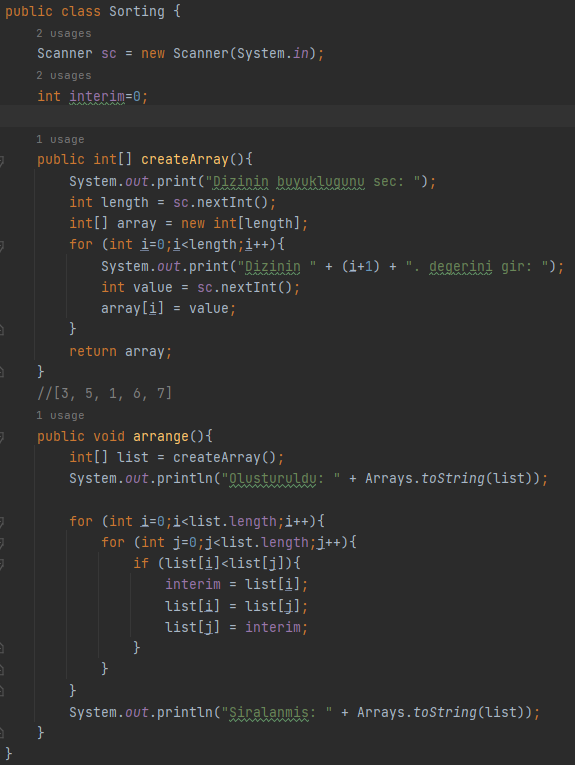 public class Sorting {
2 usages
Scanner sc = new Scanner(System.in);
2 usages
int interim=0;
1 usage
public int[] createArray(){
System.out.print("Dizinin buyuklugunu sec: ");
int length = sc.nextInt();
int[] array = new int[length];
for (int i=0;i<length;i++){
System.out.print("Dizinin " + (i+1) + ". degerini gir: ");
int value = sc.nextInt();
array[i] = value;
}
return array;
}
//[3, 5, 1, 6, 7]
1 usage
public void arrange(){
int[] list = createArray();
System.out.println("Olusturuldu: " + Arrays.toString(list));
for (int i=0;i<list.length;i++){
for (int j=0;j<list.length;j++){
if (list[i]<list[j]){
interim = list[i];
list[i] = list[j];
list[j] = interim;
}
}
}
System.out.println("Siralanmis: " + Arrays.toString(list));
}
}